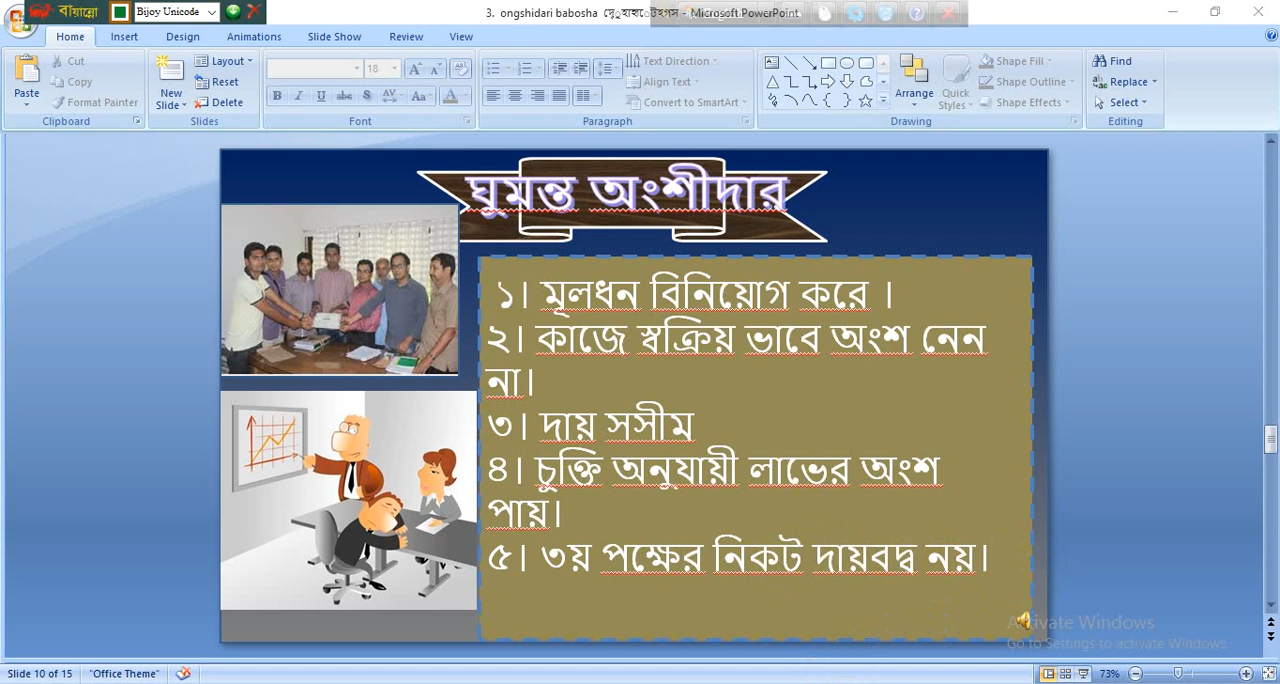 বায়ান্নো
Bijoy Unicode
3. ongshidari babosha - Microsoft PowerPoint
Home Insert Design Animations Slide Show Review View
Paste
Cut
Copy
Format Painter
Clipboard
New Slide
Layout
Reset
Delete
Slides
18
B I U abc S AV Aa A
Font
Text Direction
Align Text
Convert to SmartArt
Paragraph
Arrange
Quick Styles
Shape Fill
Shape Outline
Shape Effects
Drawing
Find
Replace
Select
Editing
ঘুমন্ত অংশীদার
১। মূলধন বিনিয়োগ করে ।
২। কাজে স্বক্রিয় ভাবে অংশ নেন
না।
৩। দায় সসীম
৪। চুক্তি অনুযায়ী লাভের অংশ
পায়।
৫। ৩য় পক্ষের নিকট দায়বদ্ব নয়।
Activate Windows
Go to Settings to activate Windows.
Slide 10 of 15 "Office Theme" 73%